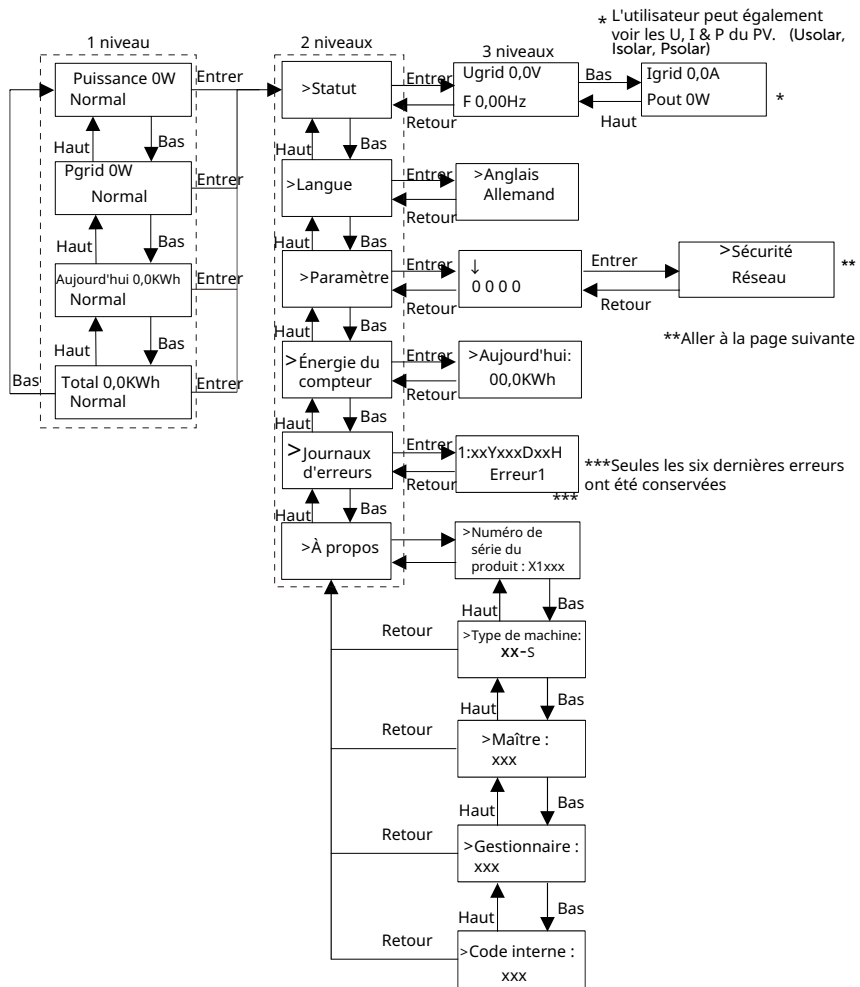 * L'utilisateur peut également
voir les U, I & P du PV. (Usolar,
Isolar, Psolar)
1 niveau
2 niveaux
3 niveaux
Puissance 0W
Normal
Entrer
>Statut
Entrer
Retour
Ugrid 0,0V
F 0,00Hz
Bas
Haut
Igrid 0,0A
Pout 0W
*
Haut
Bas
Haut
Bas
Pgrid 0W
Normal
Entrer
>Langue
Entrer
Retour
>Anglais
Allemand
Haut
Bas
Haut
Bas
Aujourd'hui 0,0KWh
Normal
Entrer
>Paramètre
Entrer
Retour
↓
0 0 0 0
Entrer
Retour
>Sécurité
Réseau
**
**Aller à la page suivante
Haut
Bas
Haut
Bas
Bas
Total 0,0KWh
Normal
Entrer
>Énergie du
compteur
Entrer
Retour
>Aujourd'hui:
00,0KWh
Haut
Bas
>Journaux
d'erreurs
Entrer
Retour
1:xxYxxxDxxH
Erreur1
***
***Seules les six dernières erreurs
ont été conservées
Haut
Bas
>À propos
>Numéro de
série du
produit : X1xxx
Haut
Bas
Retour
>Type de machine:
xx-S
Haut
Bas
Retour
>Maître :
xxx
Haut
Bas
Retour
>Gestionnaire :
xxx
Haut
Bas
Retour
>Code interne :
xxx